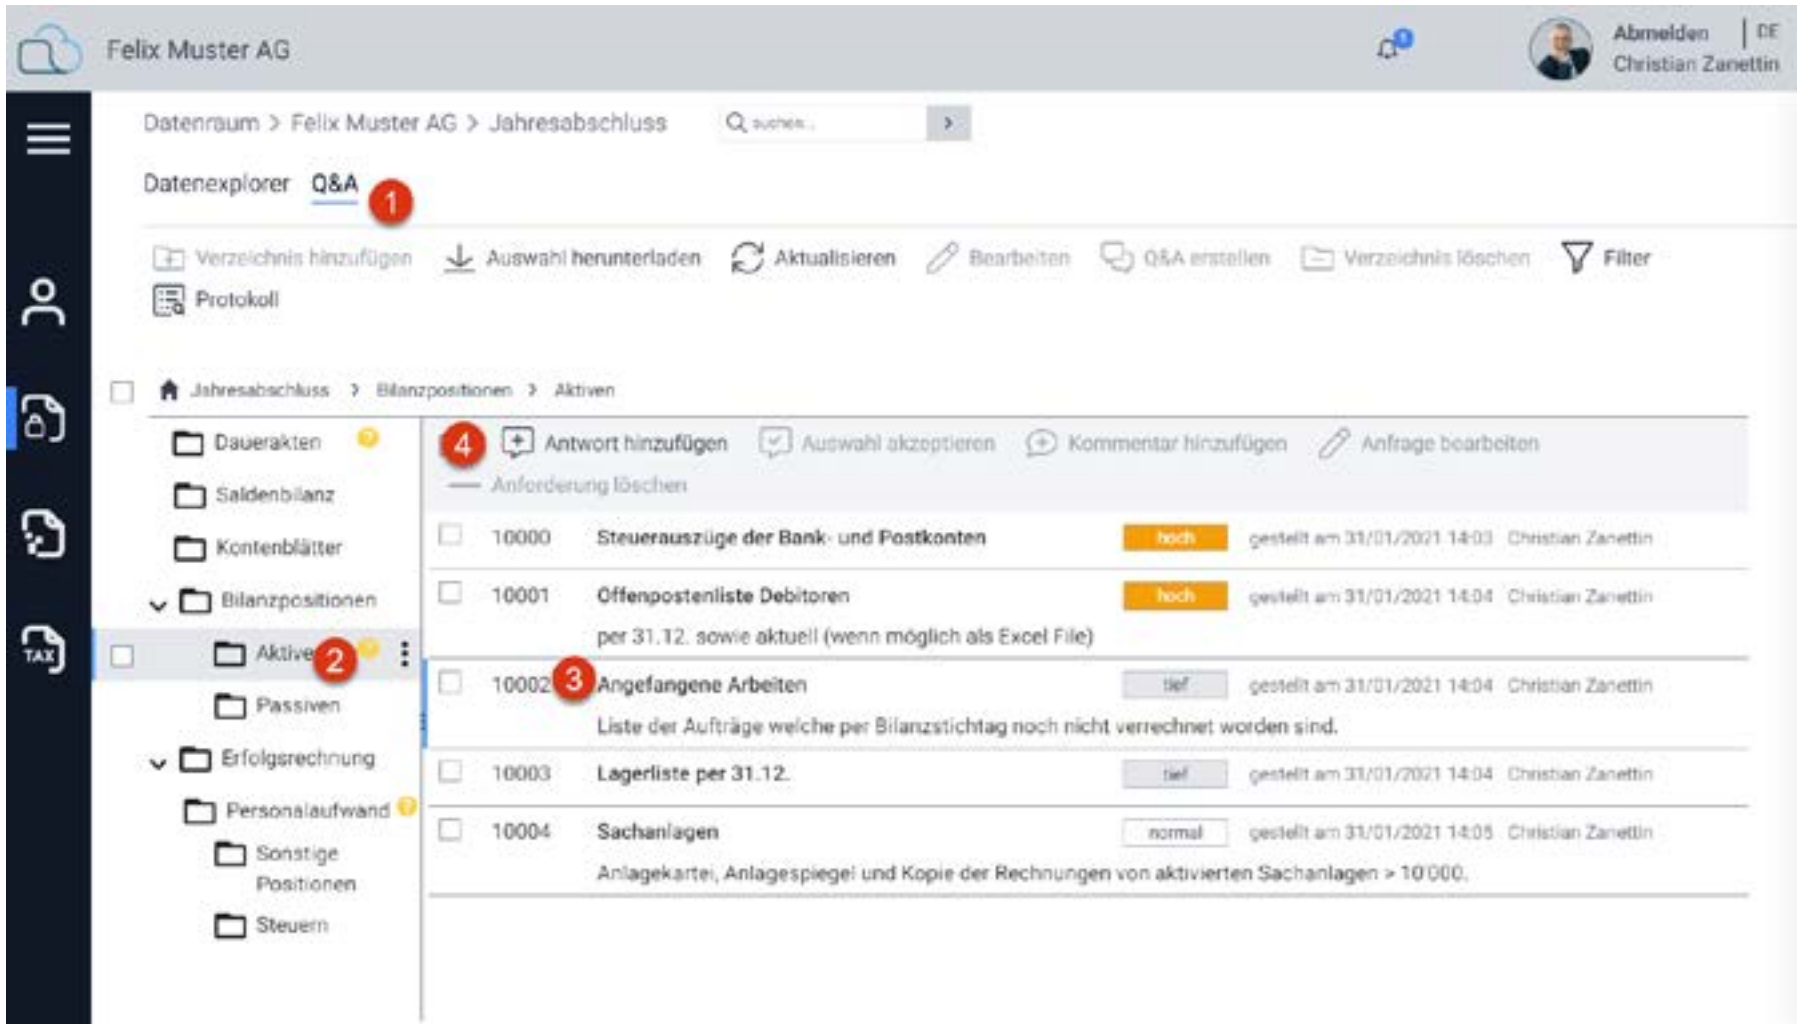 Felix Muster AG
1
Abmelden | DE
Christian Zanettin
Datenraum > Felix Muster AG > Jahresabschluss
suchen...
>
Datenexplorer Q&A
1
Verzeichnis hinzufügen Auswahl herunterladen Aktualisieren Bearbeiten Q&A erstellen Verzeichnis löschen Filter
Protokoll
Jahresabschluss > Bilanzpositionen > Aktiven
Dauerakten ?
Saldenbilanz
Kontenblätter
Bilanzpositionen
Aktive 2
Passiven
Erfolgsrechnung
Personalaufwand ?
Sonstige
Positionen
Steuern
TAX
4 Antwort hinzufügen Auswahl akzeptieren Kommentar hinzufügen Anfrage bearbeiten
Anforderung löschen
10000 Steuerauszüge der Bank- und Postkonten hoch gestellt am 31/01/2021 14:03 Christian Zanettin
10001 Offenpostenliste Debitoren hoch gestellt am 31/01/2021 14:04 Christian Zanettin
per 31.12. sowie aktuell (wenn möglich als Excel File)
10002 3 Angefangene Arbeiten tief gestellt am 31/01/2021 14:04 Christian Zanettin
Liste der Aufträge welche per Bilanzstichtag noch nicht verrechnet worden sind.
10003 Lagerliste per 31.12. tief gestellt am 31/01/2021 14:04 Christian Zanettin
10004 Sachanlagen normal gestellt am 31/01/2021 14:05 Christian Zanettin
Anlagekartei, Anlagespiegel und Kopie der Rechnungen von aktivierten Sachanlagen > 10'000.